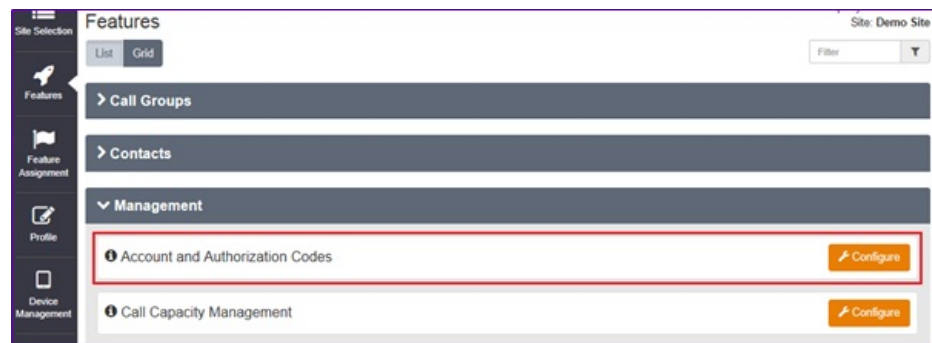 Site Selection
Features
Site: Demo Site
List
Grid
Filter
Features
Call Groups
Feature
Assignment
Contacts
Management
Profile
Account and Authorization Codes
Configure
Device
Management
Call Capacity Management
Configure